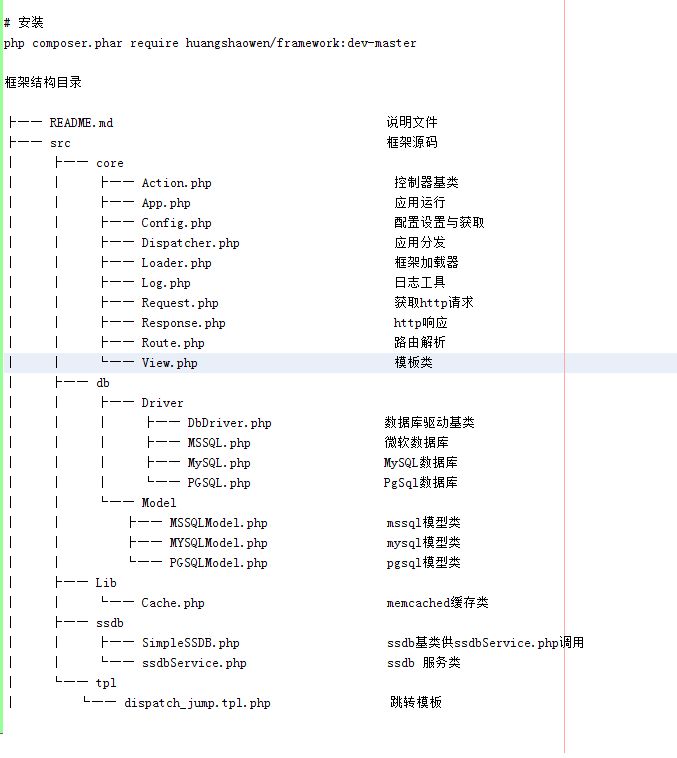 # 安装
php composer.phar require huangshaowen/framework:dev-master
框架结构目录
├── README.md 说明文件
├── src 框架源码
│ ├── core
│ │ ├── Action.php 控制器基类
│ │ ├── App.php 应用运行
│ │ ├── Config.php 配置设置与获取
│ │ ├── Dispatcher.php 应用分发
│ │ ├── Loader.php 框架加载器
│ │ ├── Log.php 日志工具
│ │ ├── Request.php 获取http请求
│ │ ├── Response.php http响应
│ │ ├── Route.php 路由解析
│ │ └── View.php 模板类
│ ├── db
│ │ ├── Driver
│ │ │ ├── DbDriver.php 数据库驱动基类
│ │ │ ├── MSSQL.php 微软数据库
│ │ │ ├── MySQL.php MySQL数据库
│ │ │ └── PGSQL.php PgSql数据库
│ │ └── Model
│ │ ├── MSSQLModel.php mssql模型类
│ │ ├── MYSQLModel.php mysql模型类
│ │ └── PGSQLModel.php pgsql模型类
│ ├── Lib
│ │ └── Cache.php memcached缓存类
│ ├── ssdb
│ │ ├── SimpleSSDB.php ssdb基类供ssdbService.php调用
│ │ └── ssdbService.php ssdb 服务类
│ └── tpl
│ └── dispatch_jump.tpl.php 跳转模板